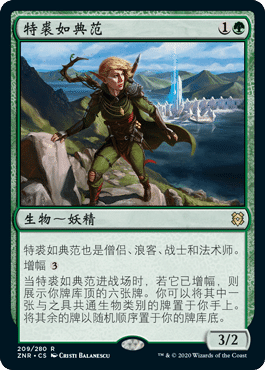 特裘如典范 1
生物～妖精
特裘如典范也是僧侣、浪客、战士和法术师。
增幅 3
当特裘如典范进战场时，若它已增幅，则
展示你牌库顶的六张牌。你可以将其中一
张与之具共通生物类别的牌置于你手上。
将其余的牌以随机顺序置于你的牌库底。
3/2
209/280 R
ZNR • CS CRISTI BALANESCU
™ & © 2020 Wizards of the Coast